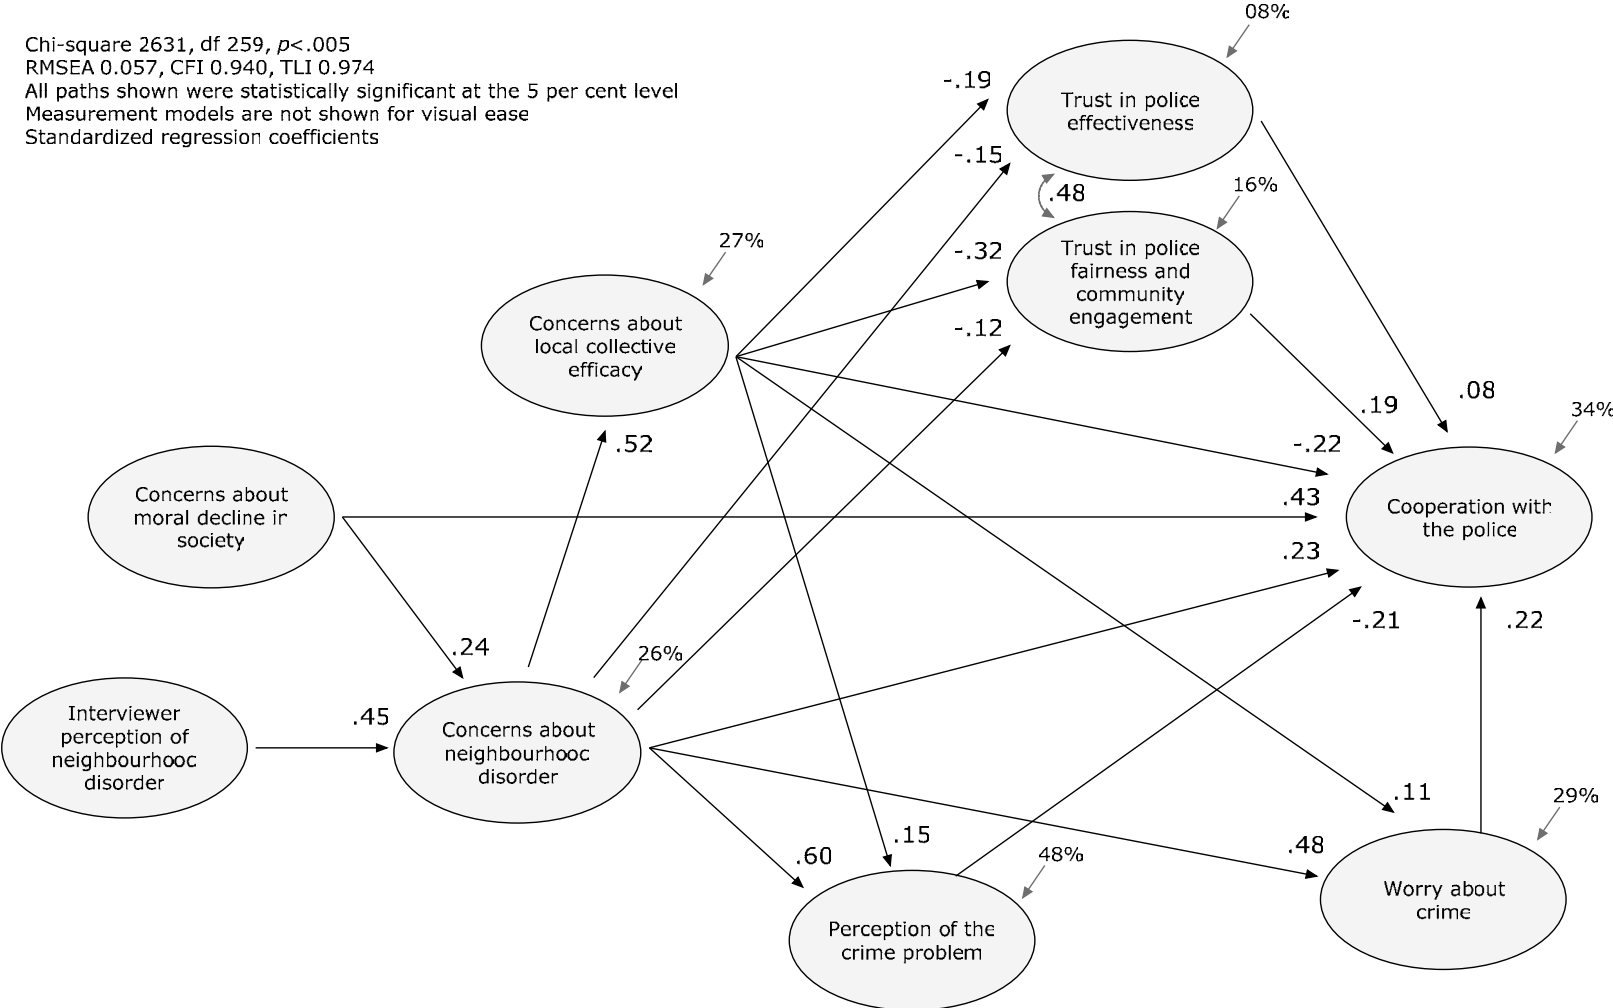 Chi-square 2631, df 259, p<.005
RMSEA 0.057, CFI 0.940, TLI 0.974
All paths shown were statistically significant at the 5 per cent level
Measurement models are not shown for visual ease
Standardized regression coefficients
08%
-.19
Trust in police
effectiveness
-.15
.48
16%
27%
-.32
Trust in police
fairness and
community
engagement
-.12
Concerns about
local collective
efficacy
.08
.19
34%
.52
-.22
Concerns about
moral decline in
society
.43
Cooperation with
the police
.23
.24
26%
-.21
.22
Interviewer
perception of
neighbourhooc
disorder
.45
Concerns about
neighbourhooc
disorder
.11
29%
.15
.60
48%
.48
Worry about
crime
Perception of the
crime problem